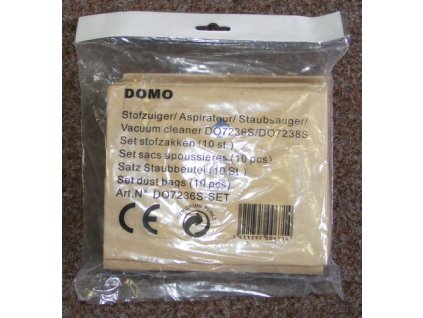 DOMO
Stofzuiger/Aspirateur/Staubsauger/
Vacuum cleaner DO7236S/DO7238S
Set stofzakken (10 st.)
Set sacs àpoussières (10 pcs)
Satz Staubbeutel (10 St.)
Set dust bags (10 pcs)
Art.N° DO7236S-SET
CE